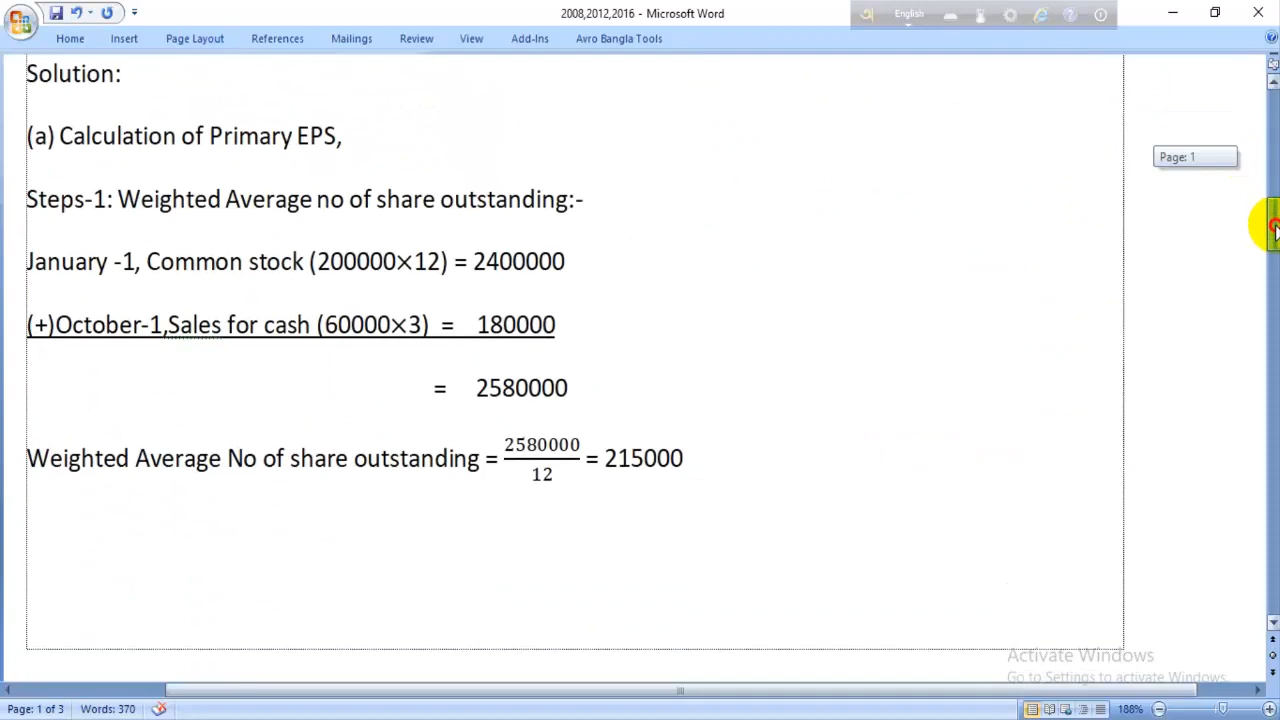 2008,2012,2016 - Microsoft Word
English
Home Insert Page Layout References Mailings Review View Add-Ins Avro Bangla Tools
Solution:
(a) Calculation of Primary EPS,
Page: 1
Steps-1: Weighted Average no of share outstanding:-
January -1, Common stock (200000×12) = 2400000
(+)October-1,Sales for cash (60000×3) = 180000
= 2580000
Weighted Average No of share outstanding = 2580000/12 = 215000
Activate Windows
Go to Settings to activate Windows.
Page: 1 of 3 Words: 370 188%